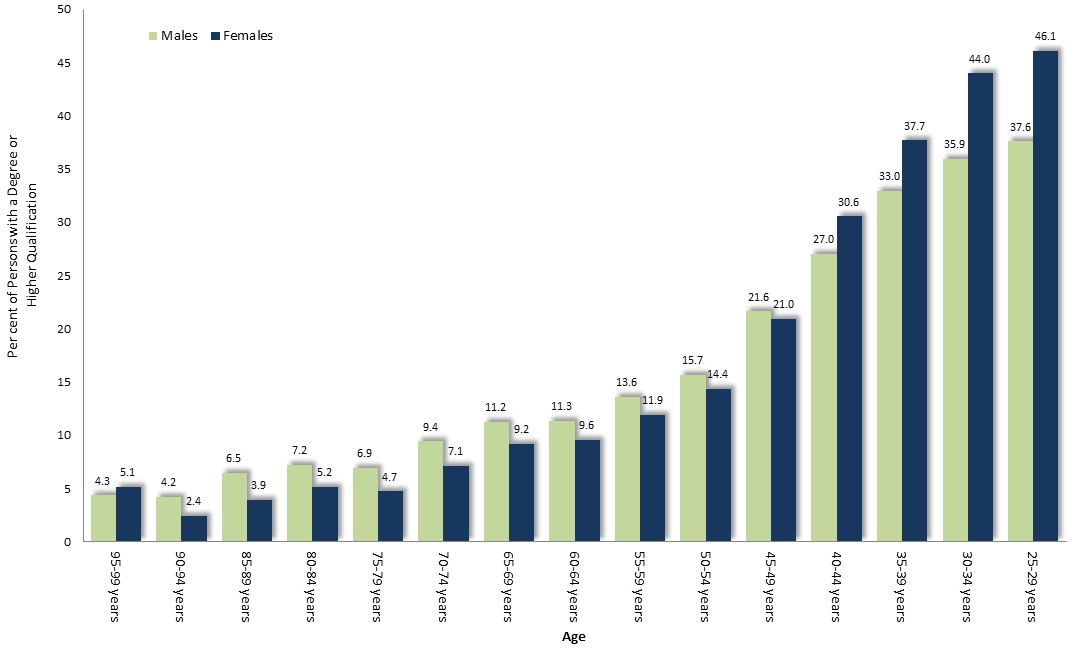 50
45
40
35
30
25
20
15
10
5
0
Per cent of Persons with a Degree or
Higher Qualification
Males Females
4.3 5.1
4.2 2.4
6.5 3.9
7.2 5.2
6.9 4.7
9.4 7.1
11.2 9.2
11.3 9.6
13.6 11.9
15.7 14.4
21.6 21.0
27.0 30.6
33.0 37.7
35.9 44.0
37.6 46.1
95-99 years
90-94 years
85-89 years
80-84 years
75-79 years
70-74 years
65-69 years
60-64 years
55-59 years
50-54 years
45-49 years
40-44 years
35-39 years
30-34 years
25-29 years
Age